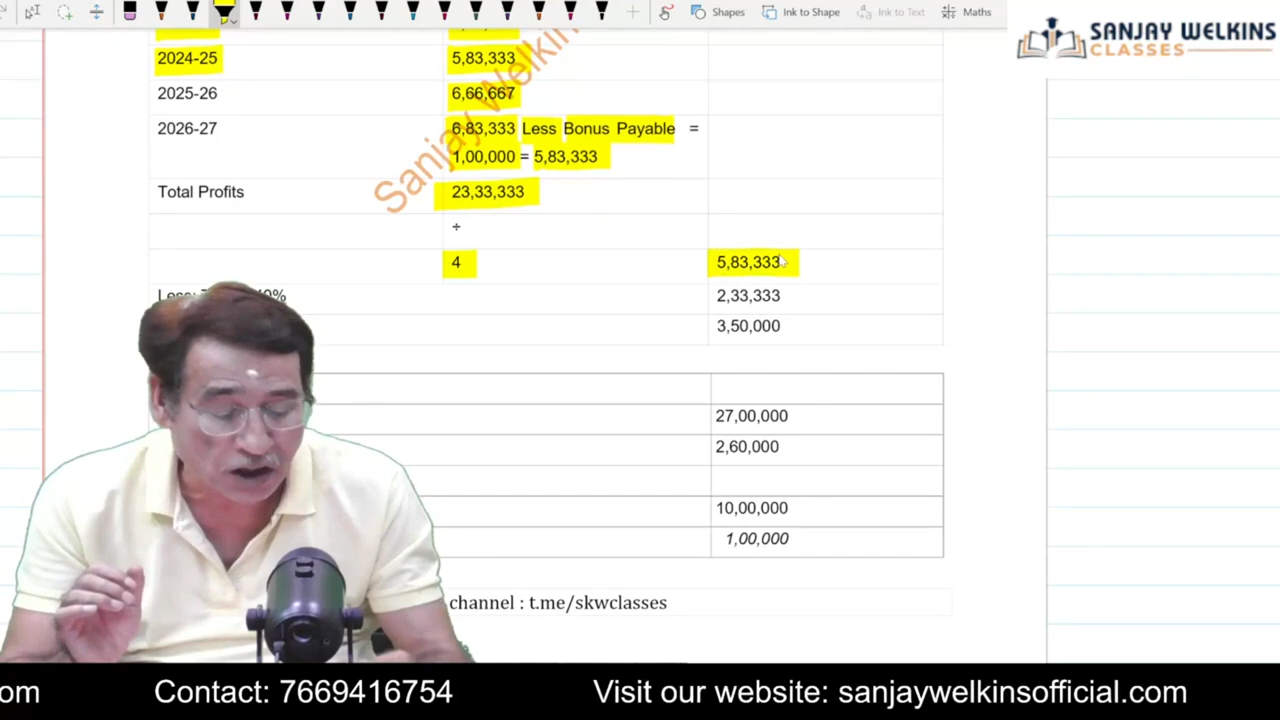 Shapes Ink to Shape Ink to Text Maths
SANJAY WELKINS
CLASSES
2024-25 5,83,333
2025-26 6,66,667
2026-27 6,83,333 Less Bonus Payable =
1,00,000 = 5,83,333
Total Profits 23,33,333
÷
4 5,83,333
Less: 40% 2,33,333
3,50,000
Sanjay Welkins
27,00,000
2,60,000
10,00,000
1,00,000
channel : t.me/skwclasses
om Contact: 7669416754 Visit our website: sanjaywelkinsofficial.com